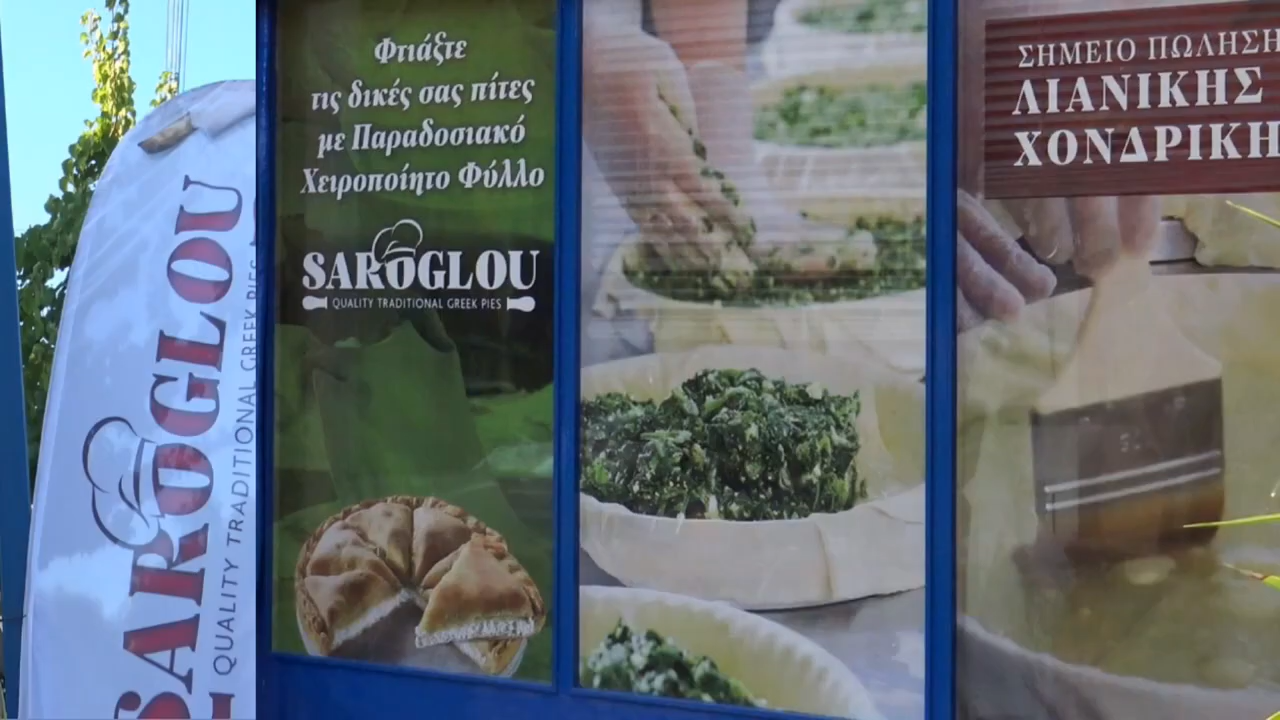 SAROGLOU
QUALITY TRADITIONAL GREEK PIES
Φτιάξτε
τις δικές σας πίτες
με Παραδοσιακό
Χειροποίητο Φύλλο
SAROGLOU
QUALITY TRADITIONAL GREEK PIES
ΣΗΜΕΙΟ ΠΩΛΗΣΗ
ΛΙΑΝΙΚΗΣ
ΧΟΝΔΡΙΚΗ